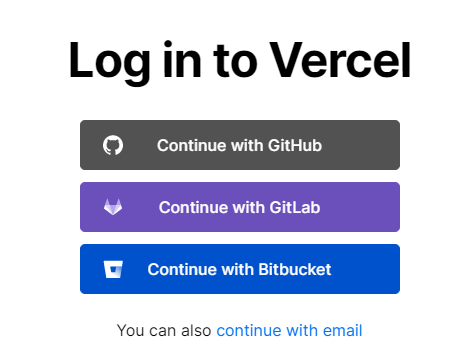 Log in to Vercel
Continue with GitHub
Continue with GitLab
Continue with Bitbucket
You can also continue with email